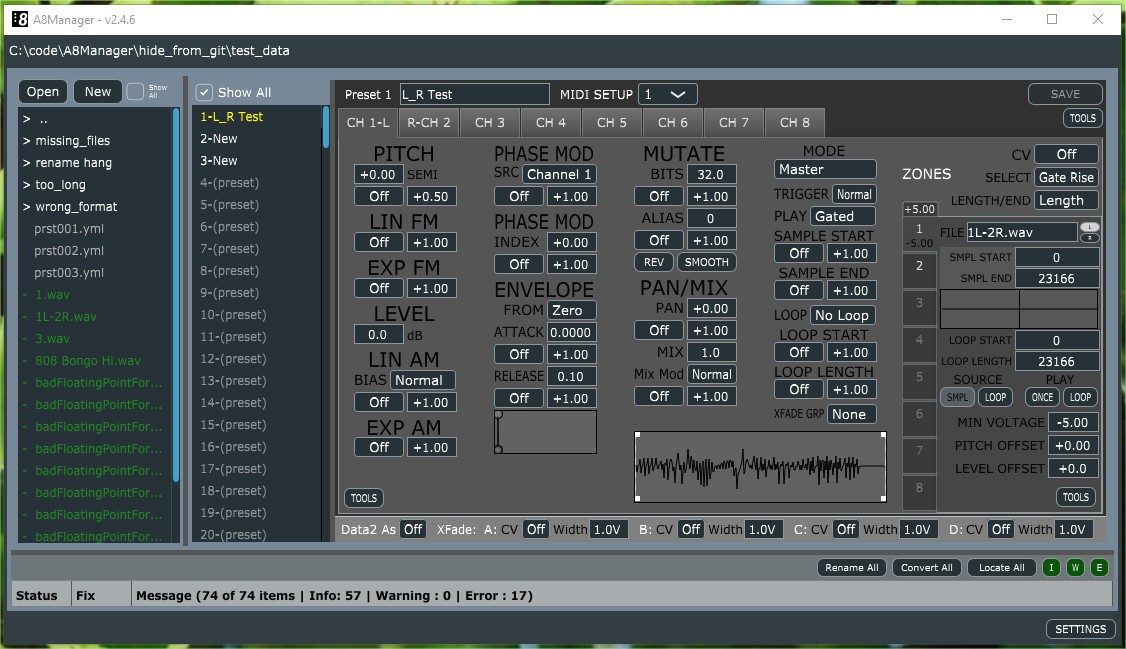 8 A8Manager - v2.4.6
C:\code\A8Manager\hide_from_git\test_data
Open New Show All
> ..
> missing_files
> rename hang
> too_long
> wrong_format
prst001.yml
prst002.yml
prst003.yml
- 1.wav
- 1L-2R.wav
- 3.wav
- 808 Bongo Hi.wav
- badFloatingPointFor...
- badFloatingPointFor...
- badFloatingPointFor...
- badFloatingPointFor...
- badFloatingPointFor...
- badFloatingPointFor...
- badFloatingPointFor...
- badFloatingPointFor...
Show All
1-L_R Test
2-New
3-New
4-(preset)
5-(preset)
6-(preset)
7-(preset)
8-(preset)
9-(preset)
10-(preset)
11-(preset)
12-(preset)
13-(preset)
14-(preset)
15-(preset)
16-(preset)
17-(preset)
18-(preset)
19-(preset)
20-(preset)
Preset 1 L_R Test MIDI SETUP 1 SAVE
TOOLS
CH 1-L R-CH 2 CH 3 CH 4 CH 5 CH 6 CH 7 CH 8
PITCH
+0.00 SEMI
Off +0.50
LIN FM
Off +1.00
EXP FM
Off +1.00
LEVEL
0.0 dB
LIN AM
BIAS Normal
Off +1.00
EXP AM
Off +1.00
TOOLS
PHASE MOD
SRC Channel 1
Off +1.00
PHASE MOD
INDEX +0.00
Off +1.00
ENVELOPE
FROM Zero
ATTACK 0.0000
Off +1.00
RELEASE 0.10
Off +1.00
MUTATE
BITS 32.0
Off +1.00
ALIAS 0
Off +1.00
REV SMOOTH
PAN/MIX
PAN +0.00
Off +1.00
MIX 1.0
Mix Mod Normal
Off +1.00
MODE
Master
TRIGGER Normal
PLAY Gated
SAMPLE START
Off +1.00
SAMPLE END
Off +1.00
LOOP No Loop
LOOP START
Off +1.00
LOOP LENGTH
Off +1.00
XFADE GRP None
ZONES
CV Off
SELECT Gate Rise
LENGTH/END Length
+5.00
1
-5.00
2
3
4
5
6
7
8
FILE 1L-2R.wav L R
SMPL START 0
SMPL END 23166
LOOP START 0
LOOP LENGTH 23166
SOURCE PLAY
SMPL LOOP ONCE LOOP
MIN VOLTAGE -5.00
PITCH OFFSET +0.00
LEVEL OFFSET +0.0
TOOLS
Data2 As Off XFade: A: CV Off Width 1.0V B: CV Off Width 1.0V C: CV Off Width 1.0V D: CV Off Width 1.0V
Rename All Convert All Locate All I W E
Status Fix Message (74 of 74 items | Info: 57 | Warning : 0 | Error : 17)
SETTINGS